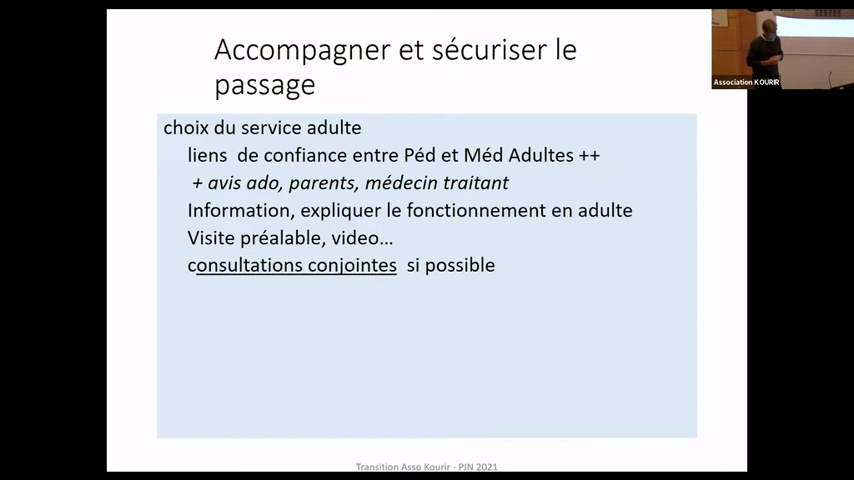 Accompagner et sécuriser le
passage
choix du service adulte
liens de confiance entre Péd et Méd Adultes ++
+ avis ado, parents, médecin traitant
Information, expliquer le fonctionnement en adulte
Visite préalable, video...
consultations conjointes si possible
Transition Asso Kourir - PJN 2021
Association KOURIR